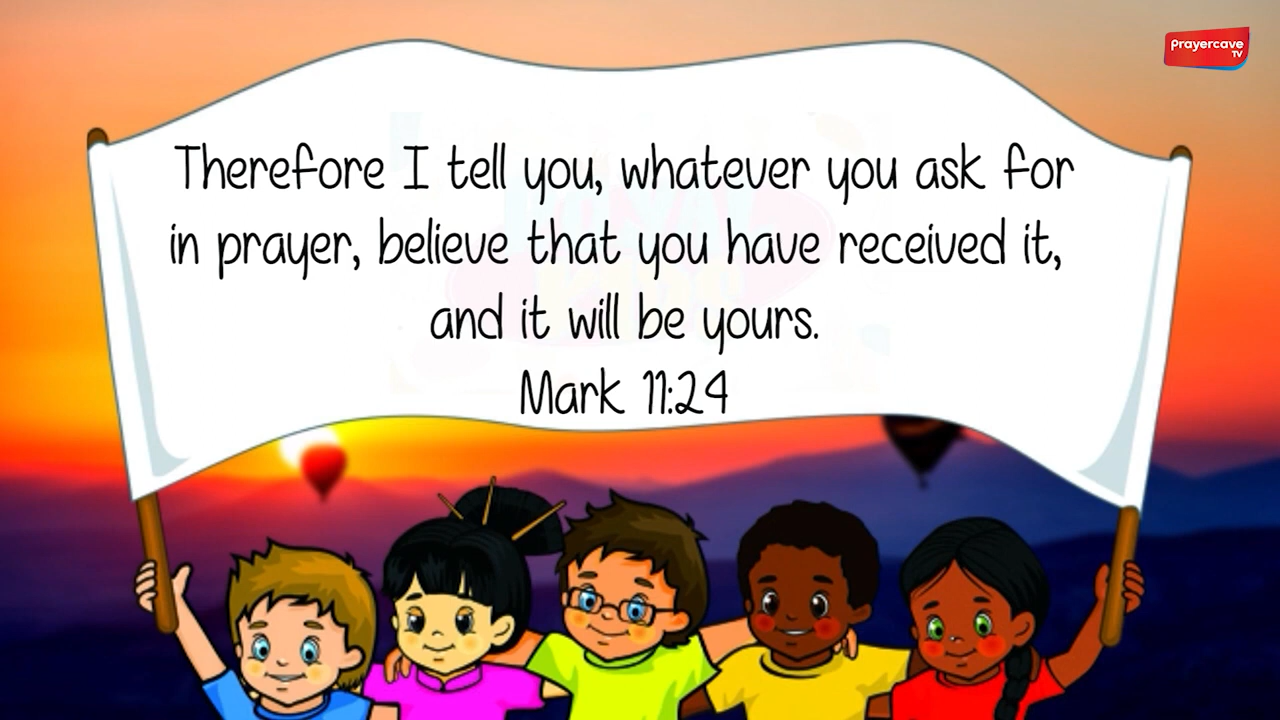 Prayercave
TV
Therefore I tell you, whatever you ask for
in prayer, believe that you have received it,
and it will be yours.
Mark 11:24